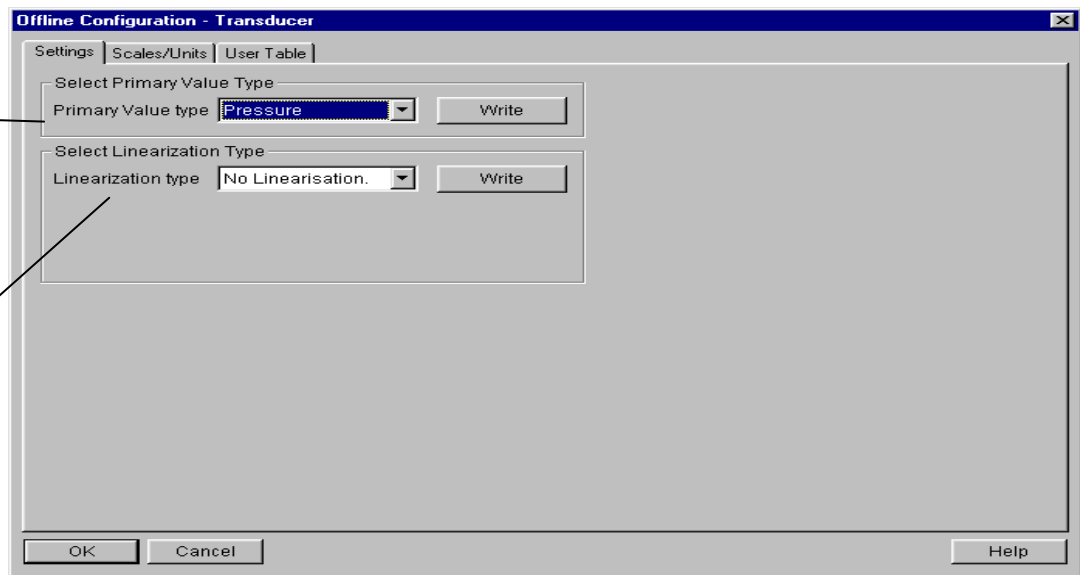 Offline Configuration - Transducer
Settings Scales/Units User Table
Select Primary Value Type
Primary Value type Pressure Write
Select Linearization Type
Linearization type No Linearisation. Write
OK Cancel Help